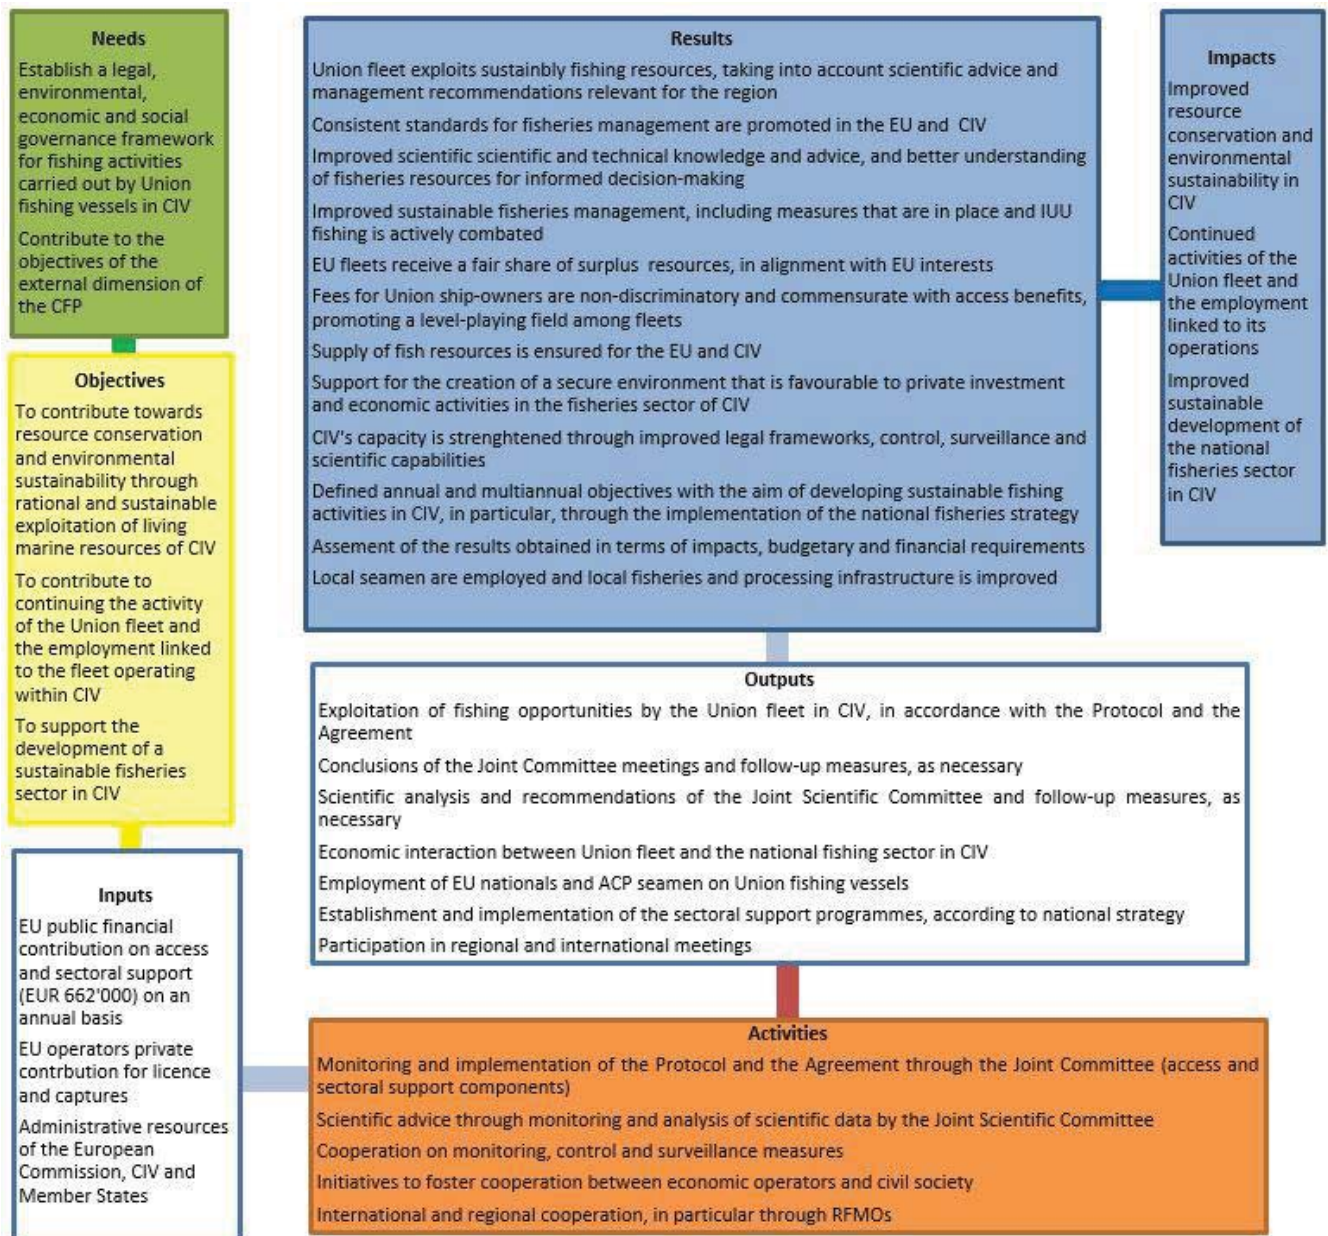 Needs
Establish a legal,
environmental,
economic and social
governance framework
for fishing activities
carried out by Union
fishing vessels in CIV
Contribute to the
objectives of the
external dimension of
the CFP
Objectives
To contribute towards
resource conservation
and environmental
sustainability through
rational and sustainable
exploitation of living
marine resources of CIV
To contribute to
continuing the activity
of the Union fleet and
the employment linked
to the fleet operating
within CIV
To support the
development of a
sustainable fisheries
sector in CIV
Inputs
EU public financial
contribution on access
and sectoral support
(EUR 662'000) on an
annual basis
EU operators private
contrbution for licence
and captures
Administrative resources
of the European
Commission, CIV and
Member States
Activities
Monitoring and implementation of the Protocol and the Agreement through the Joint Committee (access and
sectoral support components)
Scientific advice through monitoring and analysis of scientific data by the Joint Scientific Committee
Cooperation on monitoring, control and surveillance measures
Initiatives to foster cooperation between economic operators and civil society
International and regional cooperation, in particular through RFMOs
Outputs
Exploitation of fishing opportunities by the Union fleet in CIV, in accordance with the Protocol and the
Agreement
Conclusions of the Joint Committee meetings and follow-up measures, as necessary
Scientific analysis and recommendations of the Joint Scientific Committee and follow-up measures, as
necessary
Economic interaction between Union fleet and the national fishing sector in CIV
Employment of EU nationals and ACP seamen on Union fishing vessels
Establishment and implementation of the sectoral support programmes, according to national strategy
Participation in regional and international meetings
Results
Union fleet exploits sustainbly fishing resources, taking into account scientific advice and
management recommendations relevant for the region
Consistent standards for fisheries management are promoted in the EU and CIV
Improved scientific scientific and technical knowledge and advice, and better understanding
of fisheries resources for informed decision-making
Improved sustainable fisheries management, including measures that are in place and IUU
fishing is actively combated
EU fleets receive a fair share of surplus resources, in alignment with EU interests
Fees for Union ship-owners are non-discriminatory and commensurate with access benefits,
promoting a level-playing field among fleets
Supply of fish resources is ensured for the EU and CIV
Support for the creation of a secure environment that is favourable to private investment
and economic activities in the fisheries sector of CIV
CIV's capacity is strenghtened through improved legal frameworks, control, surveillance and
scientific capabilities
Defined annual and multiannual objectives with the aim of developing sustainable fishing
activities in CIV, in particular, through the implementation of the national fisheries strategy
Assement of the results obtained in terms of impacts, budgetary and financial requirements
Local seamen are employed and local fisheries and processing infrastructure is improved
Impacts
Improved
resource
conservation and
environmental
sustainability in
CIV
Continued
activities of the
Union fleet and
the employment
linked to its
operations
Improved
sustainable
development of
the national
fisheries sector
in CIV